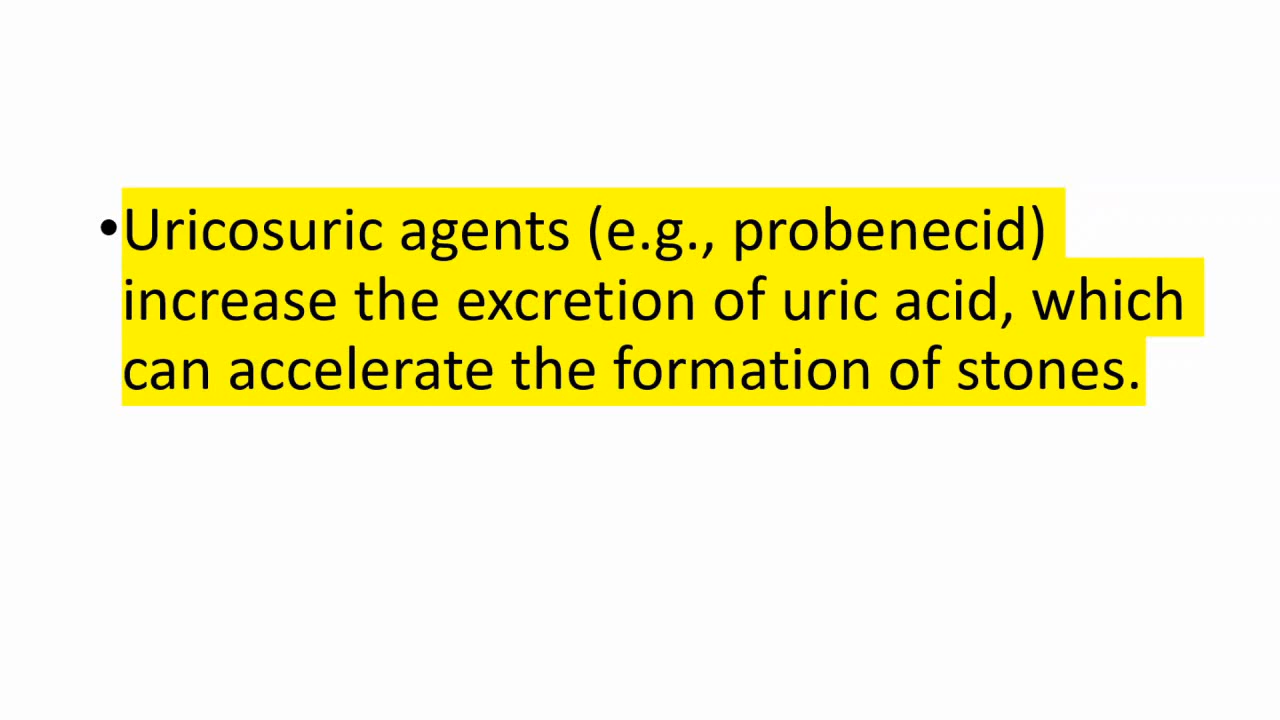 •Uricosuric agents (e.g., probenecid)
increase the excretion of uric acid, which
can accelerate the formation of stones.